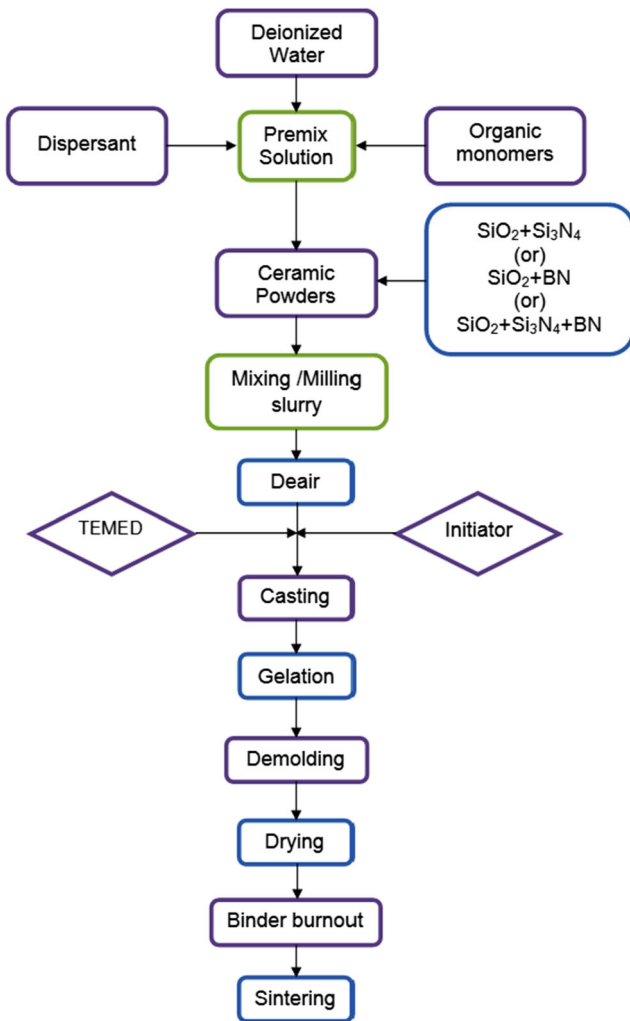 Deionized
Water
Dispersant
Premix
Solution
Organic
monomers
Ceramic
Powders
SiO₂+Si₃N₄
(or)
SiO₂+BN
(or)
SiO₂+Si₃N₄+BN
Mixing /Milling
slurry
Deair
TEMED
Initiator
Casting
Gelation
Demolding
Drying
Binder burnout
Sintering